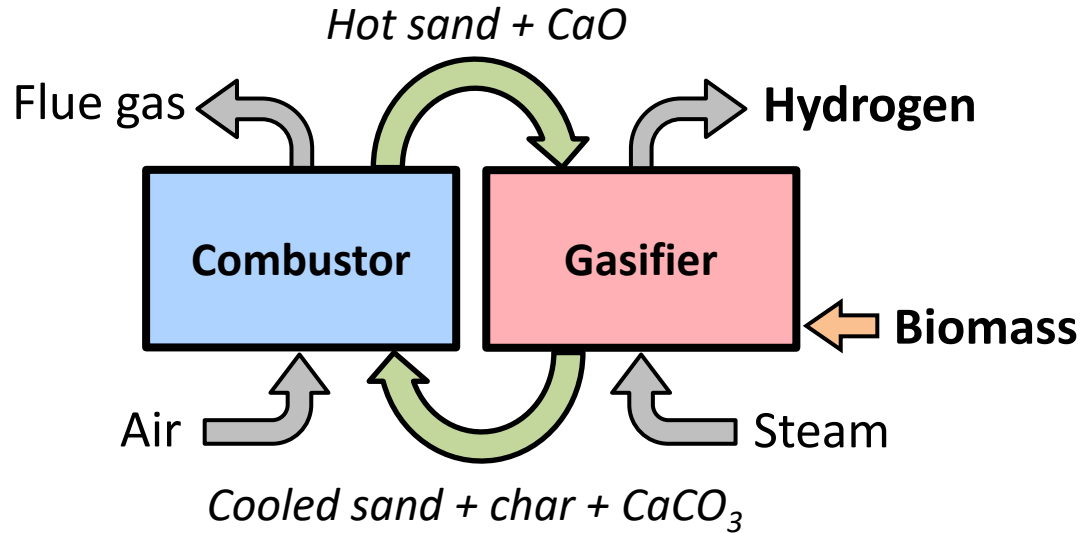 Hot sand + CaO
Flue gas
Hydrogen
Combustor
Gasifier
Biomass
Air
Steam
Cooled sand + char + CaCO₃